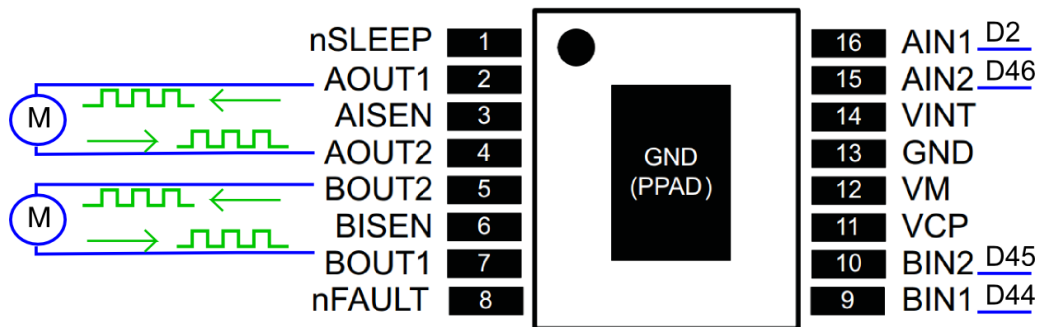 nSLEEP 1 16 AIN1 D2
AOUT1 2 15 AIN2 D46
M AISEN 3 14 VINT
AOUT2 4 13 GND
GND
(PPAD)
BOUT2 5 12 VM
M BISEN 6 11 VCP
BOUT1 7 10 BIN2 D45
nFAULT 8 9 BIN1 D44